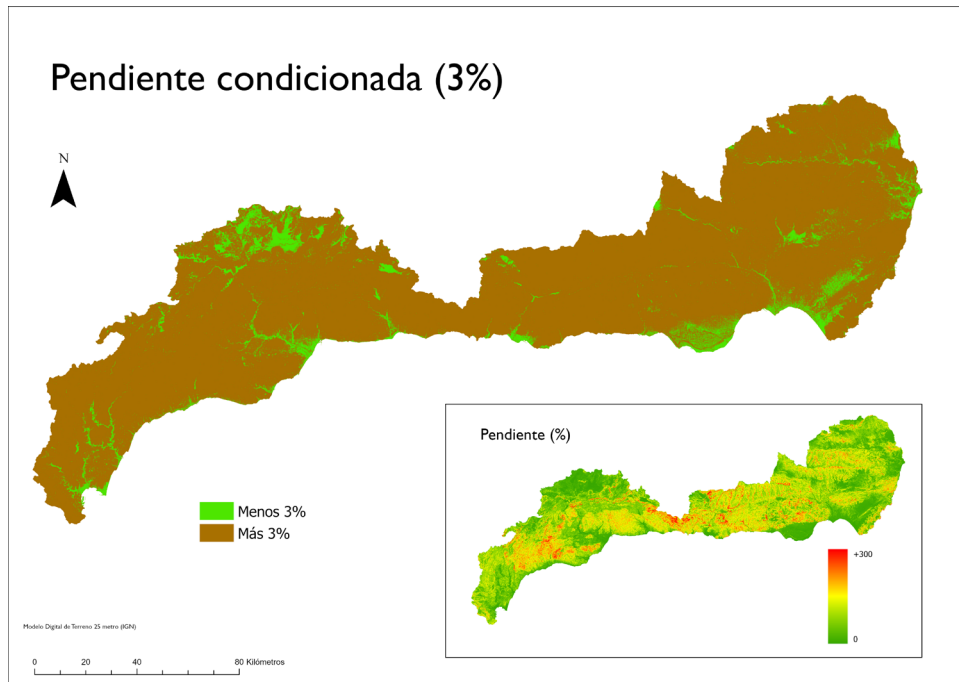 Pendiente condicionada (3%)
N
Pendiente (%)
Menos 3%
Más 3%
+300
0
Modelo Digital de Terreno 25 metro (IGN)
0 20 40 80 Kilómetros